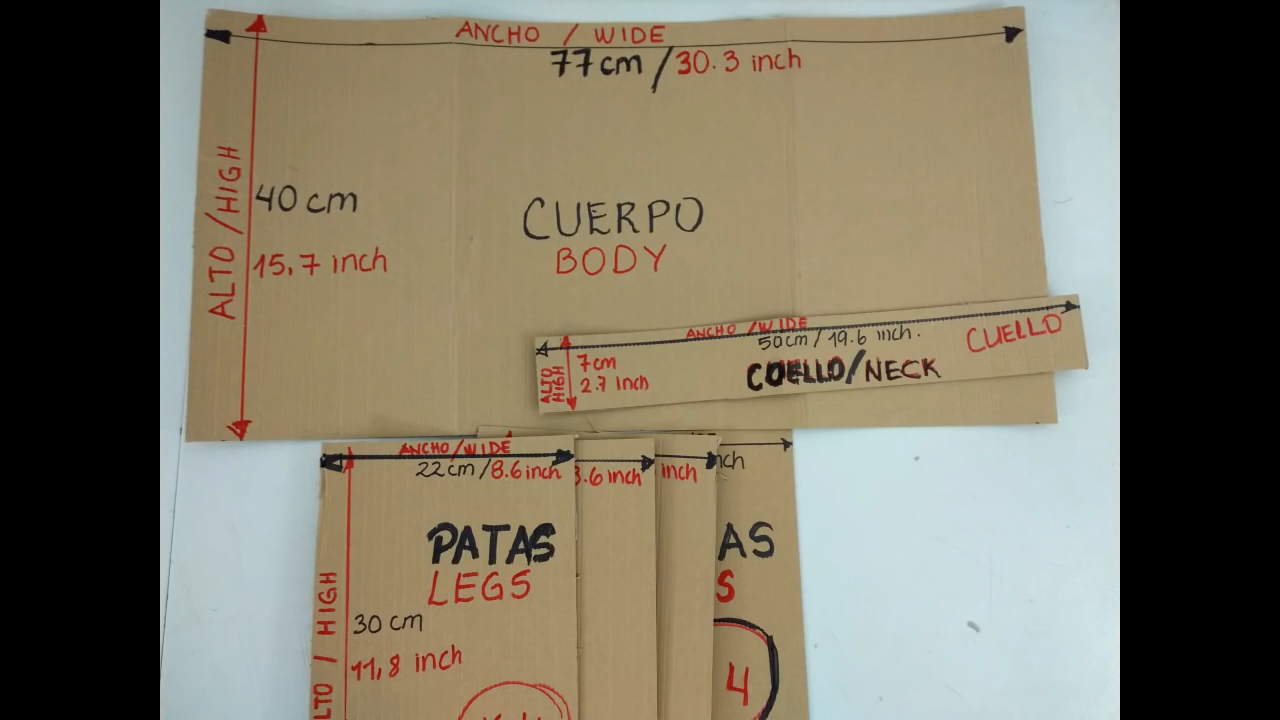 ANCHO / WIDE
77 cm / 30.3 inch
ALTO / HIGH
40 cm
15,7 inch
CUERPO
BODY
ANCHO / WIDE
50cm / 19.6 inch.
CUELLO
ALTO
HIGH
7cm
2.7 Inch
CUELLO/NECK
ANCHO / WIDE
22cm / 8.6 inch
3.6 inch
inch
nch
PATAS
LEGS
AS
S
ALTO / HIGH
30 cm
11,8 inch
4